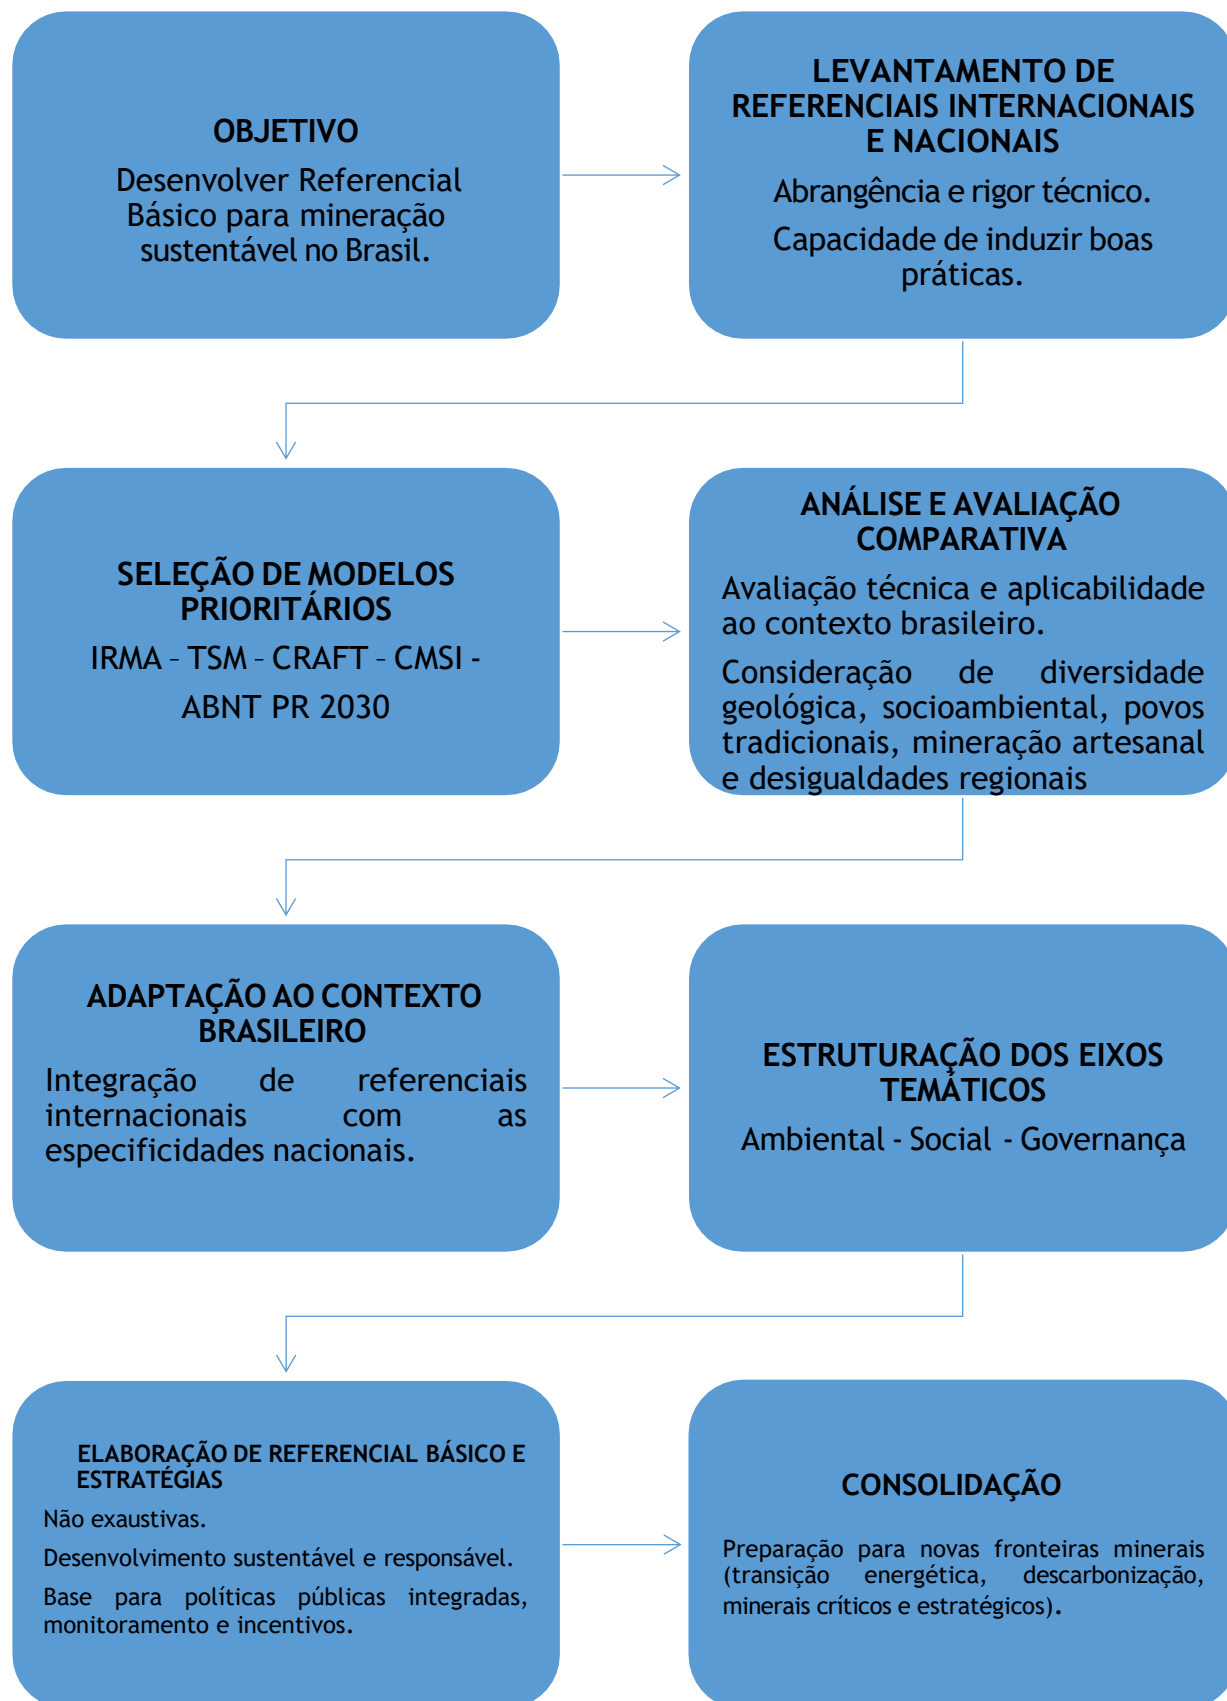 OBJETIVO
Desenvolver Referencial
Básico para mineração
sustentável no Brasil.
LEVANTAMENTO DE
REFERENCIAIS INTERNACIONAIS
E NACIONAIS
Abrangência e rigor técnico.
Capacidade de induzir boas
práticas.
SELEÇÃO DE MODELOS
PRIORITÁRIOS
IRMA – TSM – CRAFT – CMSI -
ABNT PR 2030
ANÁLISE E AVALIAÇÃO
COMPARATIVA
Avaliação técnica e aplicabilidade
ao contexto brasileiro.
Consideração de diversidade
geológica, socioambiental, povos
tradicionais, mineração artesanal
e desigualdades regionais
ADAPTAÇÃO AO CONTEXTO
BRASILEIRO
Integração de referenciais
internacionais com as
especificidades nacionais.
ESTRUTURAÇÃO DOS EIXOS
TEMÁTICOS
Ambiental - Social - Governança
ELABORAÇÃO DE REFERENCIAL BÁSICO E
ESTRATÉGIAS
Não exaustivas.
Desenvolvimento sustentável e responsável.
Base para políticas públicas integradas,
monitoramento e incentivos.
CONSOLIDAÇÃO
Preparação para novas fronteiras minerais
(transição energética, descarbonização,
minerais críticos e estratégicos).